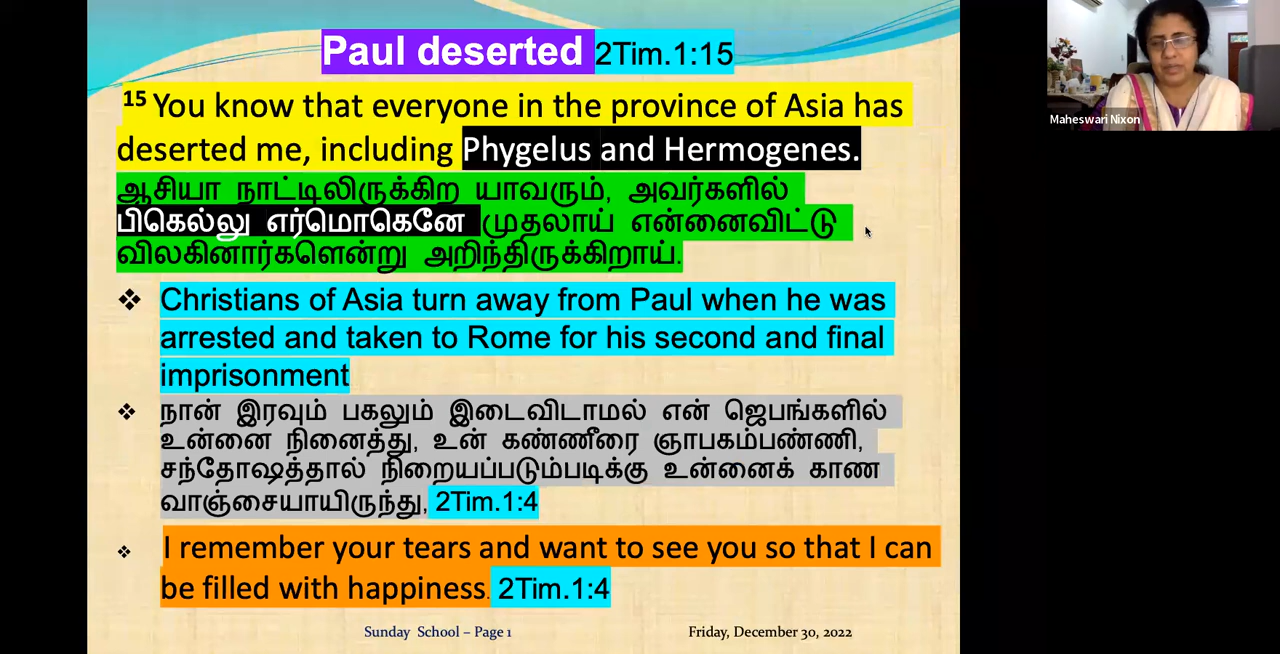 Paul deserted 2Tim.1:15
15 You know that everyone in the province of Asia has
deserted me, including Phygelus and Hermogenes.
ஆசியா நாட்டிலிருக்கிற யாவரும், அவர்களில்
பிகெல்லு எர்மொகெனே முதலாய் என்னைவிட்டு
விலகினார்களென்று அறிந்திருக்கிறாய்.
❖ Christians of Asia turn away from Paul when he was
arrested and taken to Rome for his second and final
imprisonment
❖ நான் இரவும் பகலும் இடைவிடாமல் என் ஜெபங்களில்
உன்னை நினைத்து, உன் கண்ணீரை ஞாபகம்பண்ணி,
சந்தோஷத்தால் நிறையப்படும்படிக்கு உன்னைக் காண
வாஞ்சையாயிருந்து, 2Tim.1:4
❖ I remember your tears and want to see you so that I can
be filled with happiness. 2Tim.1:4
Sunday School – Page 1
Friday, December 30, 2022
Maheswari Nixon